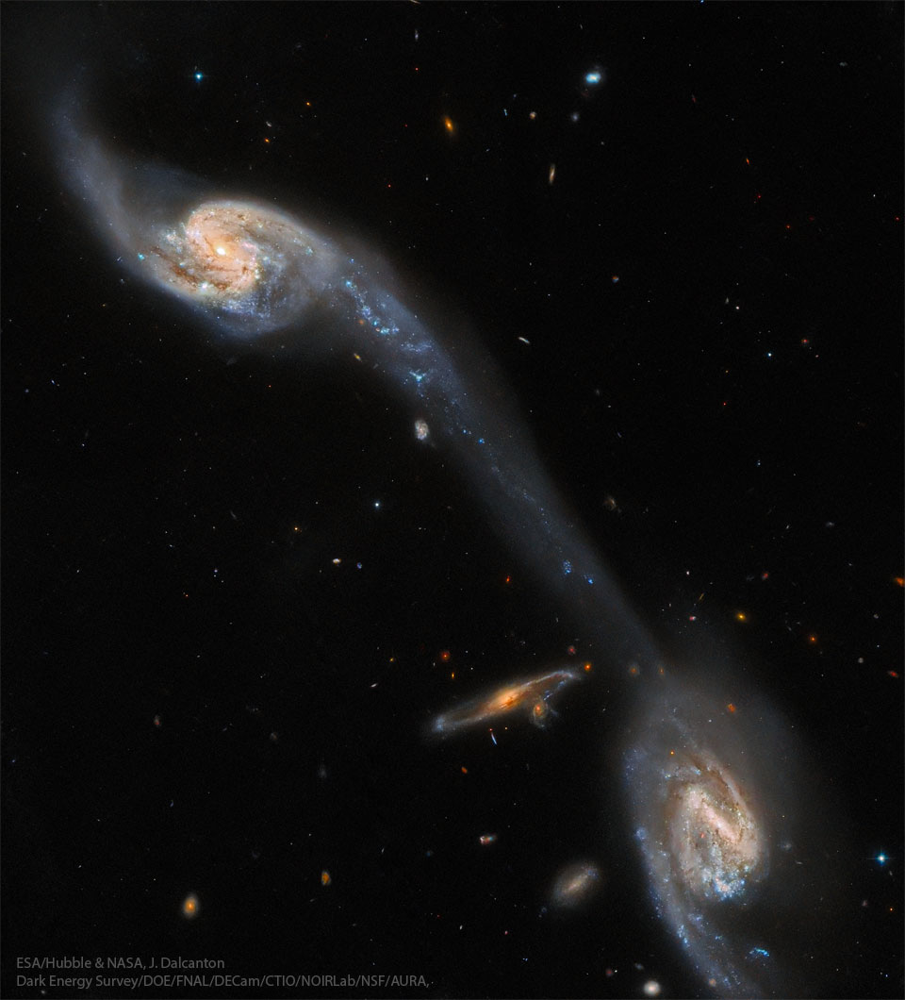 ESA/Hubble & NASA, J. Dalcanton
Dark Energy Survey/DOE/FNAL/DECam/CTIO/NOIRLab/NSF/AURA,